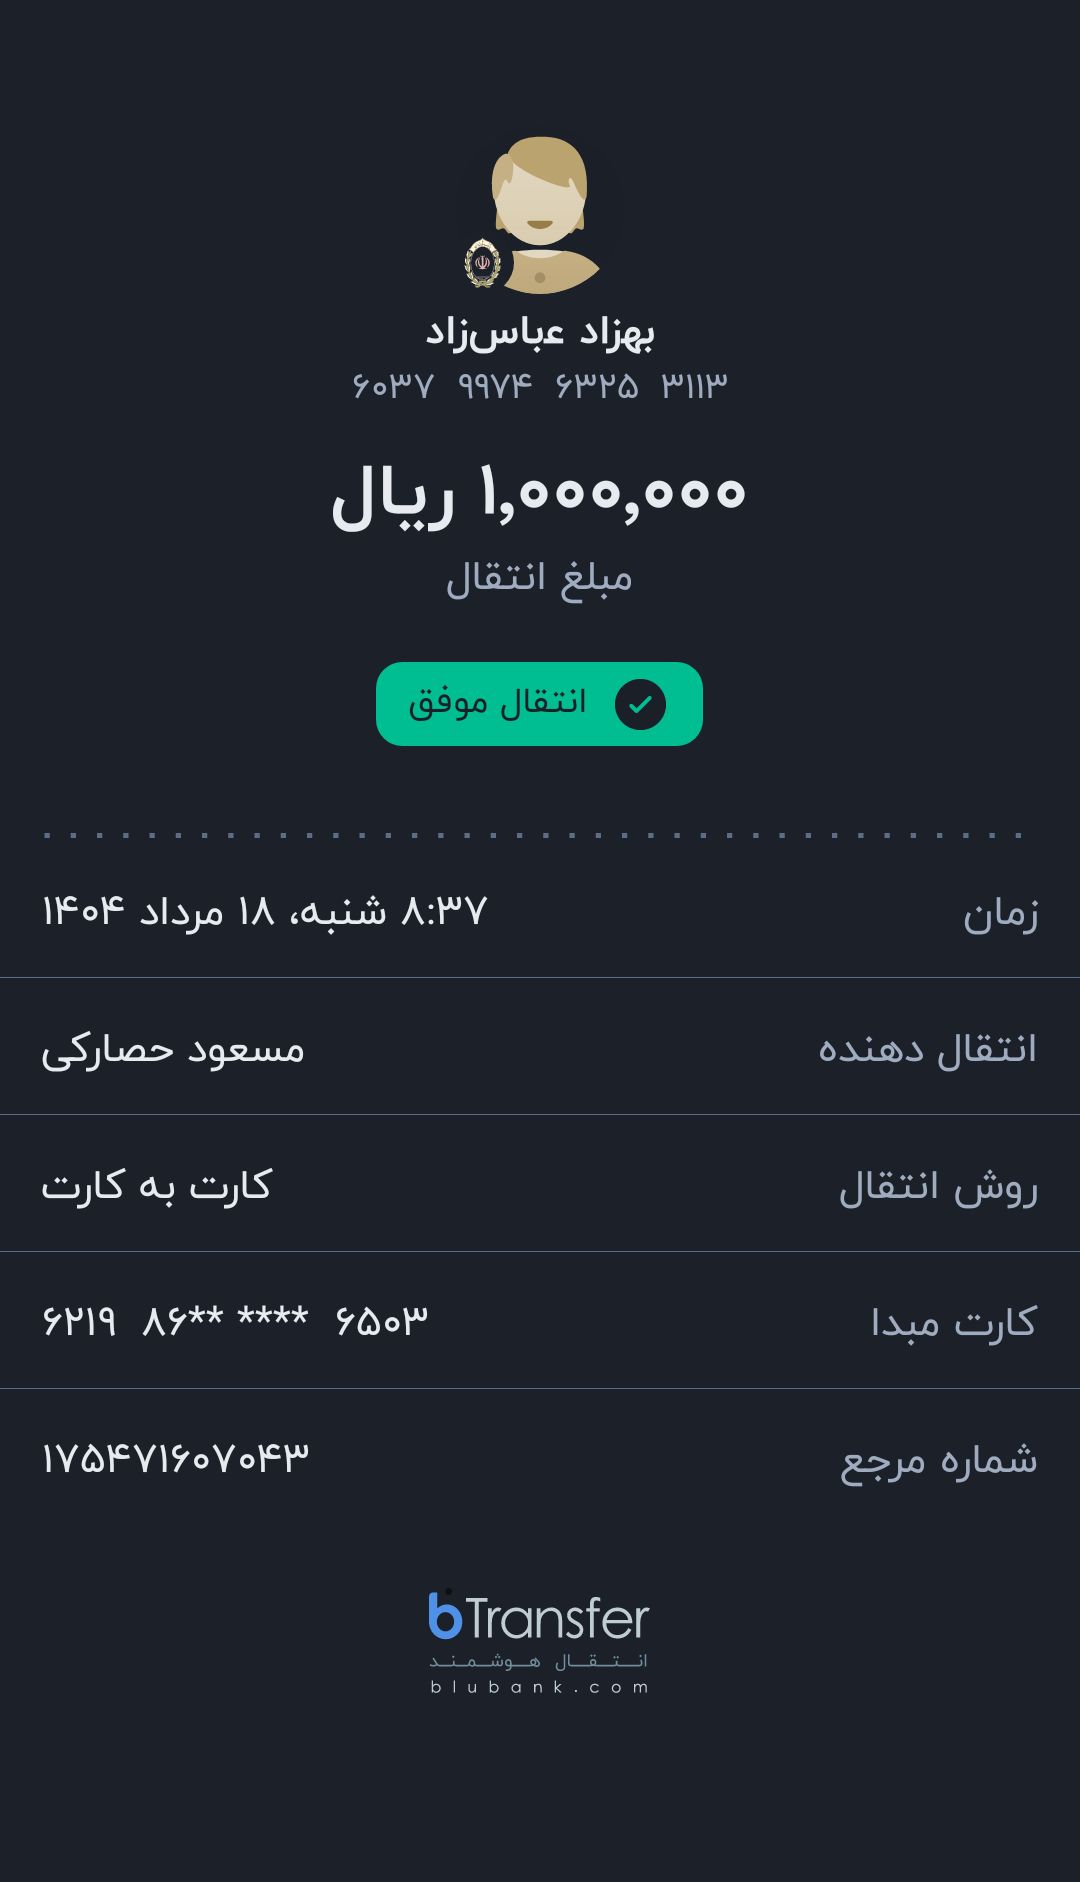 بهزاد عباس‌زاد
۶۰۳۷ ۹۹۷۴ ۶۳۲۵ ۳۱۱۳
۱,۰۰۰,۰۰۰ ریال
مبلغ انتقال
انتقال موفق
زمان ۸:۳۷ شنبه، ۱۸ مرداد ۱۴۰۴
انتقال دهنده مسعود حصارکی
روش انتقال کارت به کارت
کارت مبدا ۶۲۱۹ ۸۶** **** ۶۵۰۳
شماره مرجع ۱۷۵۴۷۱۶۰۷۰۴۳
bTransfer
انـتـقـال هـوشـمـنـد
blubank.com